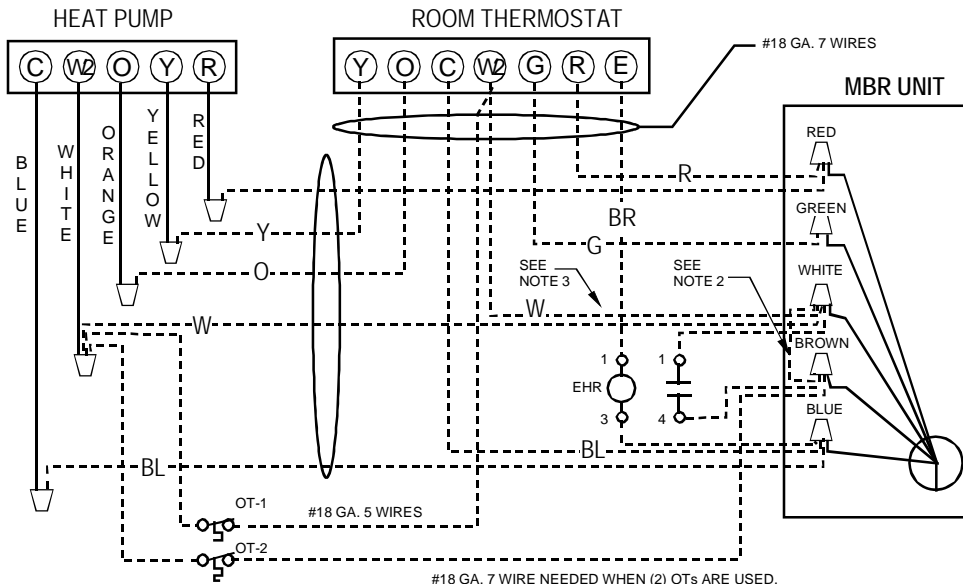 HEAT PUMP
ROOM THERMOSTAT
#18 GA. 7 WIRES
C W2 O Y R
Y O C W2 G R E
MBR UNIT
BLUE
WHITE
ORANGE
YELLOW
RED
RED
R
BR
GREEN
Y
G
O
SEE
NOTE 3
SEE
NOTE 2
WHITE
W
W
BROWN
1
1
EHR
3
4
BLUE
BL
BL
OT-1
#18 GA. 5 WIRES
OT-2
#18 GA. 7 WIRE NEEDED WHEN (2) OTs ARE USED.